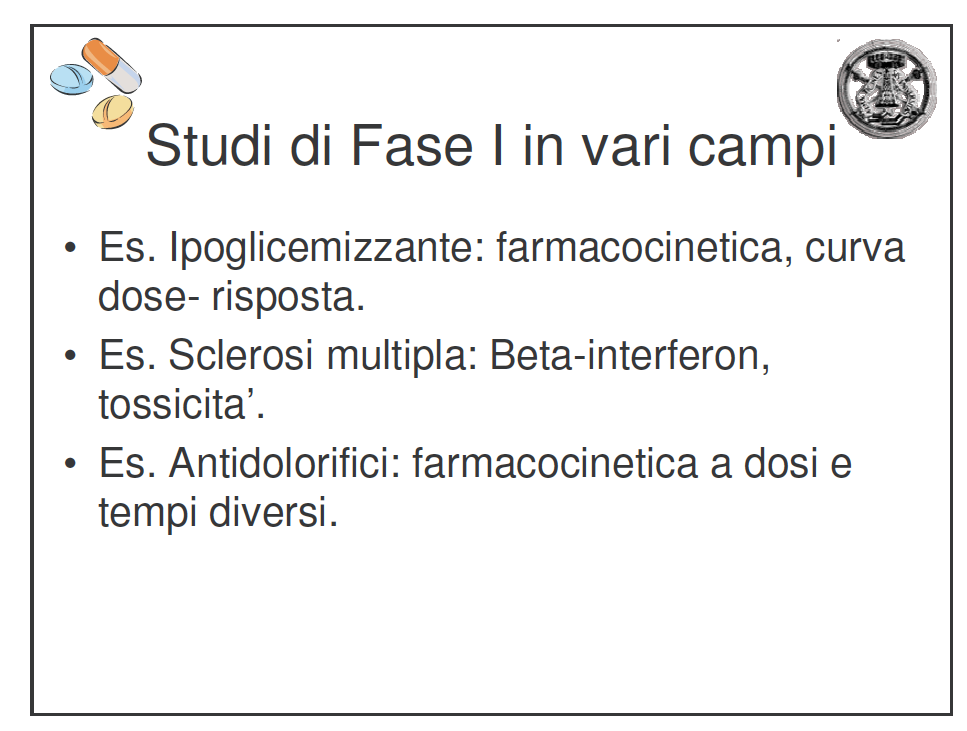 Studi di Fase I in vari campi
• Es. Ipoglicemizzante: farmacocinetica, curva
dose- risposta.
• Es. Sclerosi multipla: Beta-interferon,
tossicita’.
• Es. Antidolorifici: farmacocinetica a dosi e
tempi diversi.